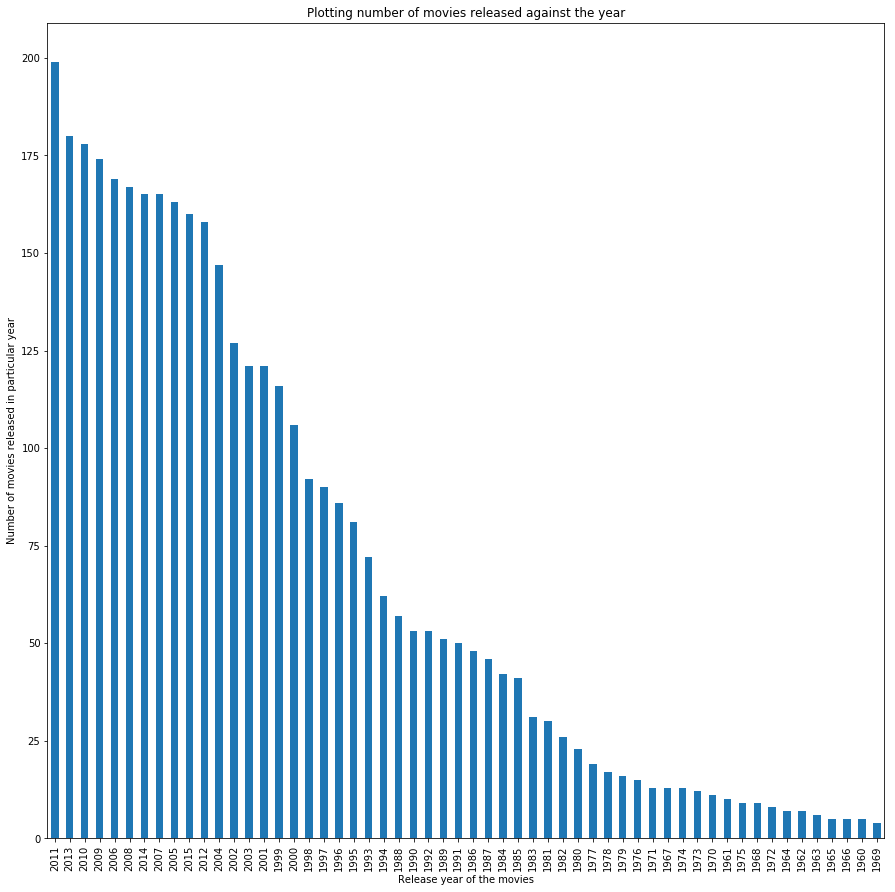 Plotting number of movies released against the year
Number of movies released in particular year
200
175
150
125
100
75
50
25
0
2011 2013 2010 2009 2006 2008 2014 2007 2005 2015 2012 2004 2002 2003 2001 1999 2000 1998 1997 1996 1995 1993 1994 1988 1990 1992 1989 1991 1986 1987 1984 1985 1983 1981 1982 1980 1977 1978 1979 1976 1971 1967 1974 1973 1970 1961 1975 1968 1972 1964 1962 1963 1965 1966 1960 1969
Release year of the movies